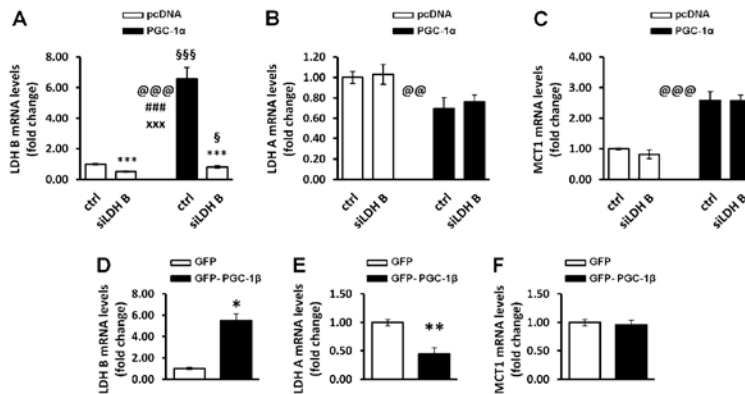 A
pcDNA
PGC-1α
LDH B mRNA levels
(fold change)
8.00
6.00
4.00
2.00
0.00
@@@
###
xxx
§§§
***
§
***
ctrl
siLDH B
ctrl
siLDH B
B
pcDNA
PGC-1α
LDH A mRNA levels
(fold change)
1.20
1.00
0.80
0.60
0.40
0.20
0.00
@@
ctrl
siLDH B
ctrl
siLDH B
C
pcDNA
PGC-1α
MCT1 mRNA levels
(fold change)
4.00
3.00
2.00
1.00
0.00
@@@
ctrl
siLDH B
ctrl
siLDH B
D
GFP
GFP-PGC-1β
LDH B mRNA levels
(fold change)
8.00
6.00
4.00
2.00
0.00
*
E
GFP
GFP-PGC-1β
LDH A mRNA levels
(fold change)
1.50
1.00
0.50
0.00
**
F
GFP
GFP-PGC-1β
MCT1 mRNA levels
(fold change)
1.50
1.00
0.50
0.00